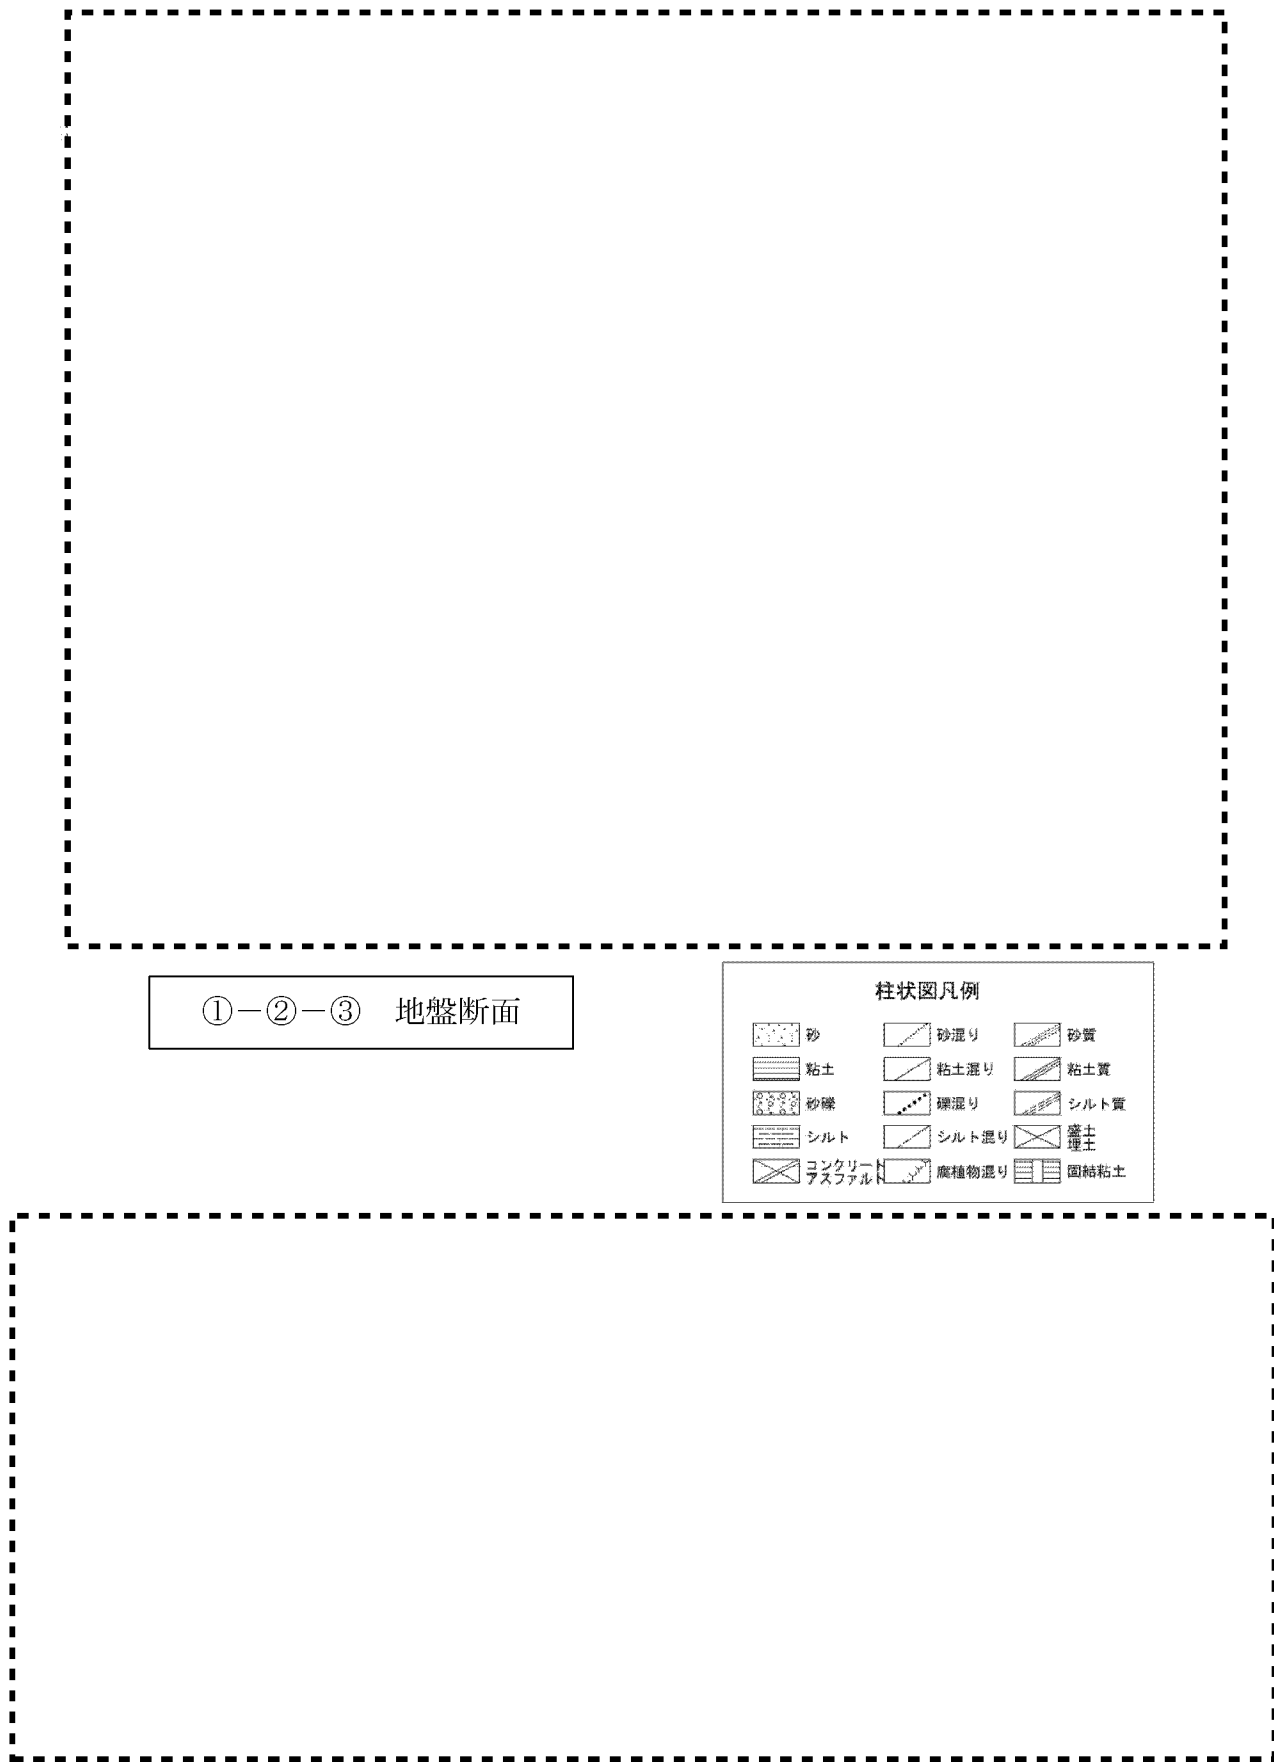 ①－②－③　地盤断面
柱状図凡例
砂 砂混り 砂質
粘土 粘土混り 粘土質
砂礫 礫混り シルト質
シルト シルト混り 盛土 埋土
コンクリート アスファルト 腐植物混り 固結粘土